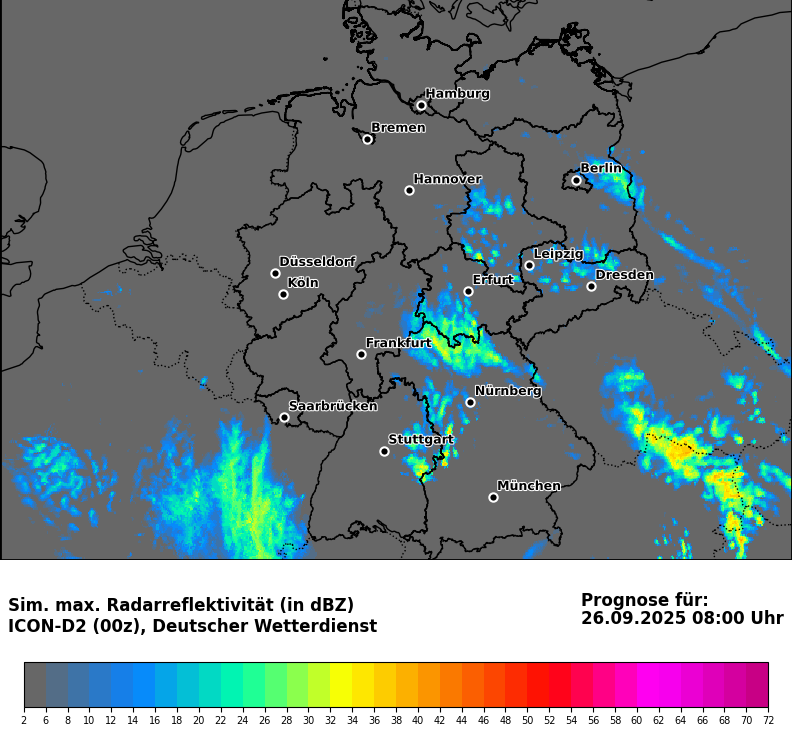 Hamburg
Bremen
Berlin
Hannover
Leipzig
Düsseldorf
Dresden
Köln
Erfurt
Frankfurt
Nürnberg
Saarbrücken
Stuttgart
München
Sim. max. Radarreflektivität (in dBZ)
ICON-D2 (00z), Deutscher Wetterdienst
Prognose für:
26.09.2025 08:00 Uhr
2 6 8 10 12 14 16 18 20 22 24 26 28 30 32 34 36 38 40 42 44 46 48 50 52 54 56 58 60 62 64 66 68 70 72